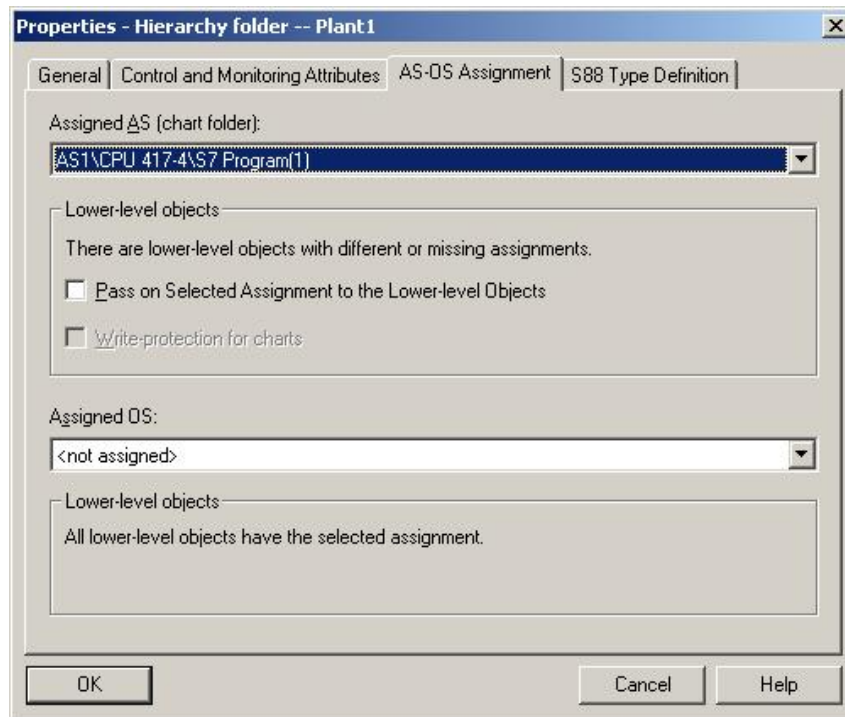 Properties - Hierarchy folder -- Plant1
General
Control and Monitoring Attributes
AS-OS Assignment
S88 Type Definition
Assigned AS (chart folder):
AS1\CPU 417-4\S7 Program(1)
Lower-level objects
There are lower-level objects with different or missing assignments.
Pass on Selected Assignment to the Lower-level Objects
Write-protection for charts
Assigned OS:
<not assigned>
Lower-level objects
All lower-level objects have the selected assignment.
OK
Cancel
Help